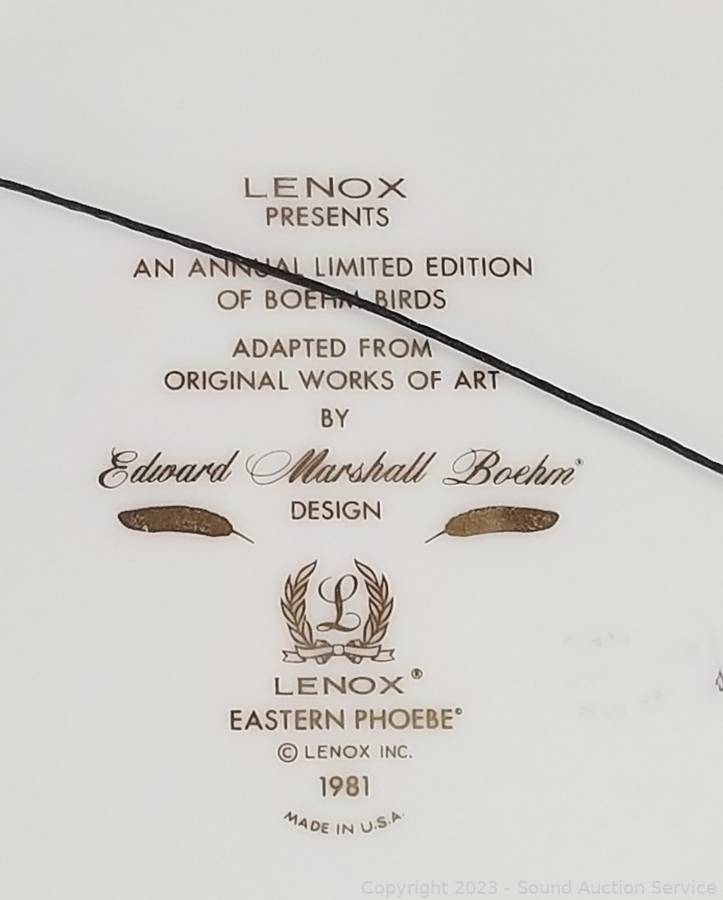 LENOX
PRESENTS
AN ANNUAL LIMITED EDITION
OF BOEHM BIRDS
ADAPTED FROM
ORIGINAL WORKS OF ART
BY
Edward Marshall Boehm®
DESIGN
L
LENOX®
EASTERN PHOEBE©
© LENOX INC.
1981
MADE IN U.S.A.
Copyright 2023 - Sound Auction Service